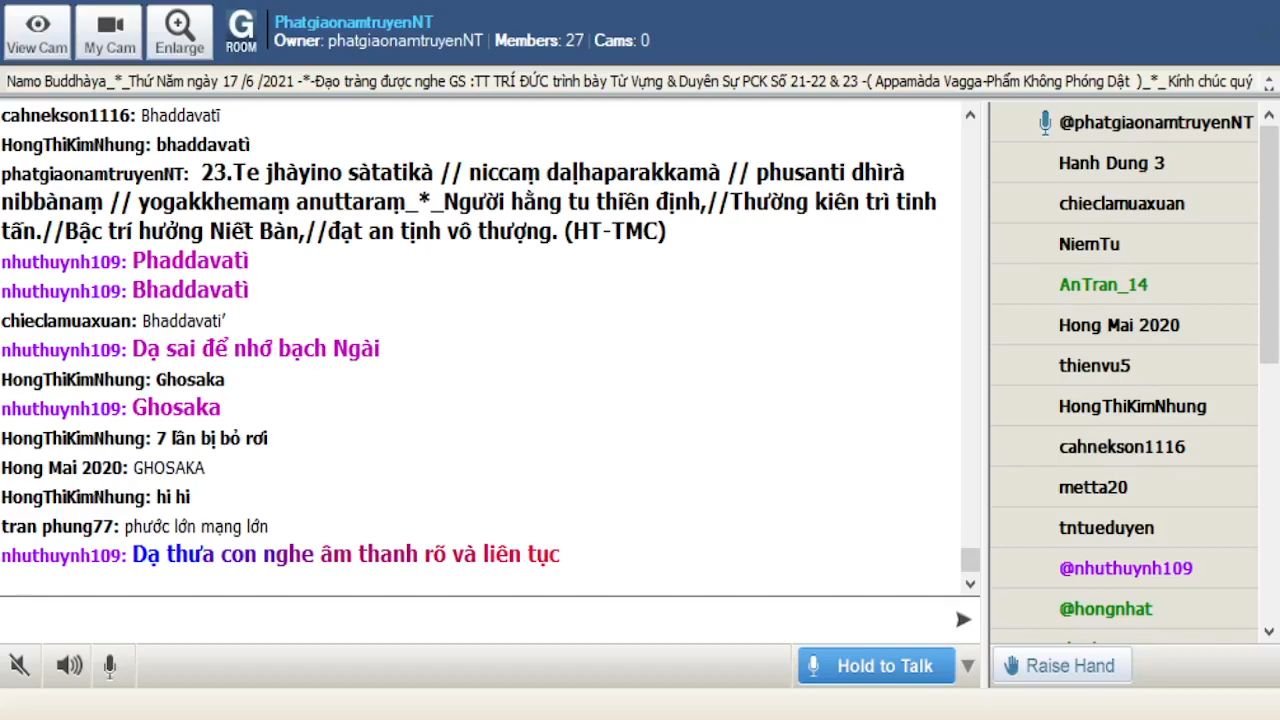 View Cam
My Cam
Enlarge
G
ROOM
PhatgiaonamtruyenNT
Owner: phatgiaonamtruyenNT | Members: 27 | Cams: 0
Namo Buddhàya_*_Thứ Năm ngày 17 /6 /2021 -*-Đạo tràng được nghe GS :TT TRÍ ĐỨC trình bày Từ Vựng & Duyên Sự PCK Số 21-22 & 23 -( Appamàda Vagga-Phẩm Không Phóng Dật )_*_ Kính chúc quý
cahnekson1116: Bhaddavatī
HongThiKimNhung: bhaddavatì
phatgiaonamtruyenNT: 23.Te jhàyino sàtatikà // niccaṃ daḷhaparakkamà // phusanti dhìrà
nibbànaṃ // yogakkhemaṃ anuttaraṃ_*_Người hằng tu thiền định,//Thường kiên trì tinh
tấn.//Bậc trí hưởng Niết Bàn,//đạt an tịnh vô thượng. (HT-TMC)
nhuthuynh109: Phaddavatì
nhuthuynh109: Bhaddavatì
chieclamuaxuan: Bhaddavati’
nhuthuynh109: Dạ sai để nhớ bạch Ngài
HongThiKimNhung: Ghosaka
nhuthuynh109: Ghosaka
HongThiKimNhung: 7 lần bị bỏ rơi
Hong Mai 2020: GHOSAKA
HongThiKimNhung: hi hi
tran phung77: phước lớn mạng lớn
nhuthuynh109: Dạ thưa con nghe âm thanh rõ và liên tục
Hold to Talk
@phatgiaonamtruyenNT
Hanh Dung 3
chieclamuaxuan
NiemTu
AnTran_14
Hong Mai 2020
thienvu5
HongThiKimNhung
cahnekson1116
metta20
tntueduyen
@nhuthuynh109
@hongnhat
Raise Hand